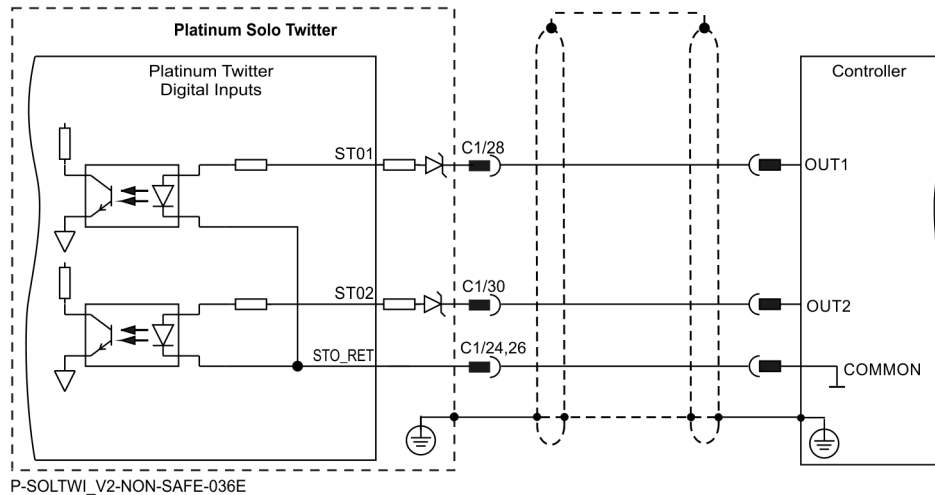 Platinum Solo Twitter
Platinum Twitter
Digital Inputs
Controller
ST01
C1/28
OUT1
ST02
C1/30
OUT2
STO_RET
C1/24,26
COMMON
P-SOLTWI_V2-NON-SAFE-036E